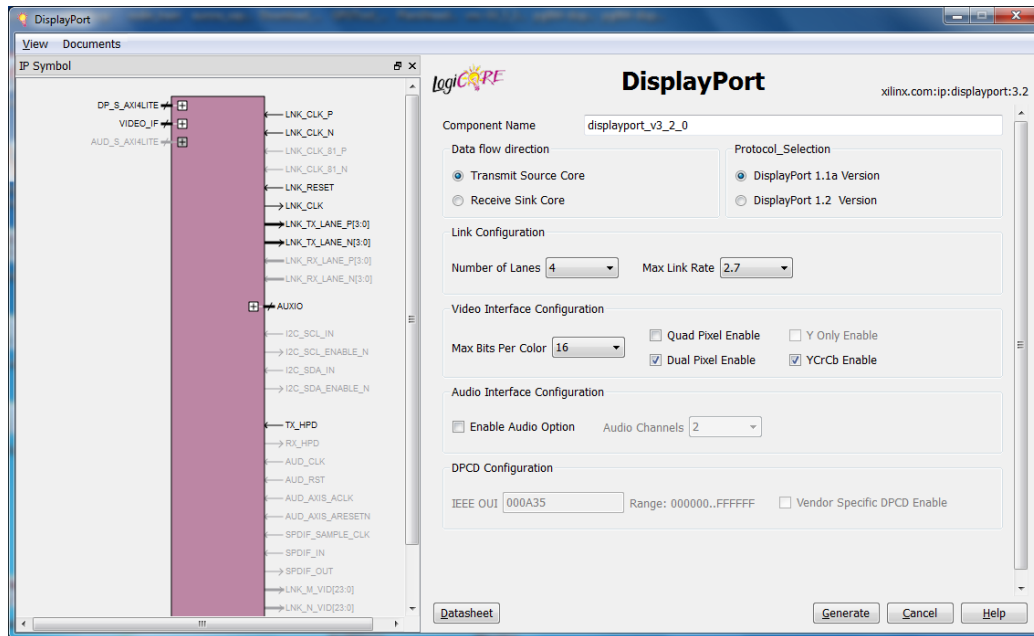 DisplayPort
View Documents
IP Symbol
DP_S_AXI4LITE
VIDEO_IF
AUD_S_AXI4LITE
LNK_CLK_P
LNK_CLK_N
LNK_CLK_81_P
LNK_CLK_81_N
LNK_RESET
LNK_CLK
LNK_TX_LANE_P[3:0]
LNK_TX_LANE_N[3:0]
LNK_RX_LANE_P[3:0]
LNK_RX_LANE_N[3:0]
AUXIO
I2C_SCL_IN
I2C_SCL_ENABLE_N
I2C_SDA_IN
I2C_SDA_ENABLE_N
TX_HPD
RX_HPD
AUD_CLK
AUD_RST
AUD_AXIS_ACLK
AUD_AXIS_ARESETN
SPDIF_SAMPLE_CLK
SPDIF_IN
SPDIF_OUT
LNK_M_VID[23:0]
LNK_N_VID[23:0]
LogiCORE
DisplayPort
xilinx.com:ip:displayport:3.2
Component Name displayport_v3_2_0
Data flow direction
Transmit Source Core
Receive Sink Core
Protocol_Selection
DisplayPort 1.1a Version
DisplayPort 1.2 Version
Link Configuration
Number of Lanes 4 Max Link Rate 2.7
Video Interface Configuration
Max Bits Per Color 16
Quad Pixel Enable Y Only Enable
Dual Pixel Enable YCrCb Enable
Audio Interface Configuration
Enable Audio Option Audio Channels 2
DPCD Configuration
IEEE OUI 000A35 Range: 000000..FFFFFF Vendor Specific DPCD Enable
Datasheet Generate Cancel Help